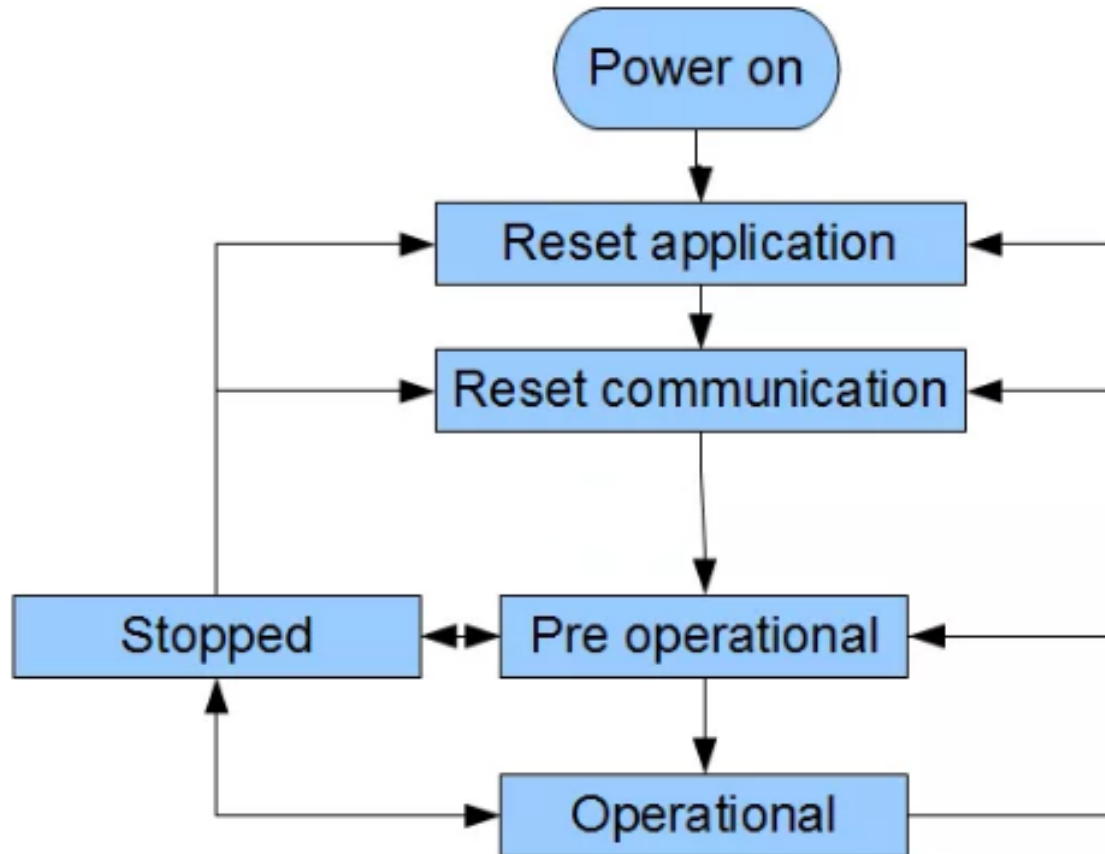 Power on
Reset application
Reset communication
Stopped
Pre operational
Operational